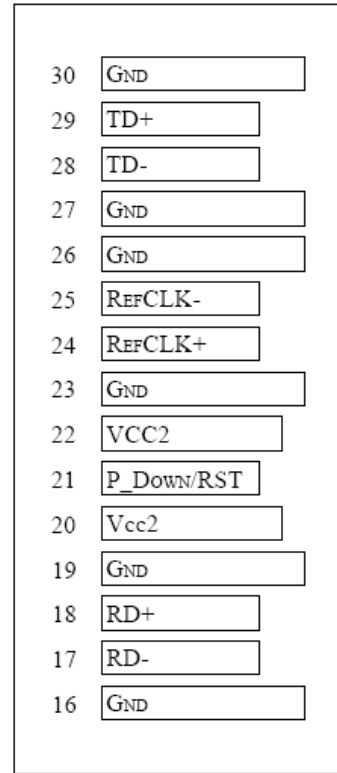 30 GND
29 TD+
28 TD-
27 GND
26 GND
25 REFCLK-
24 REFCLK+
23 GND
22 VCC2
21 P_DOWN/RST
20 Vcc2
19 GND
18 RD+
17 RD-
16 GND